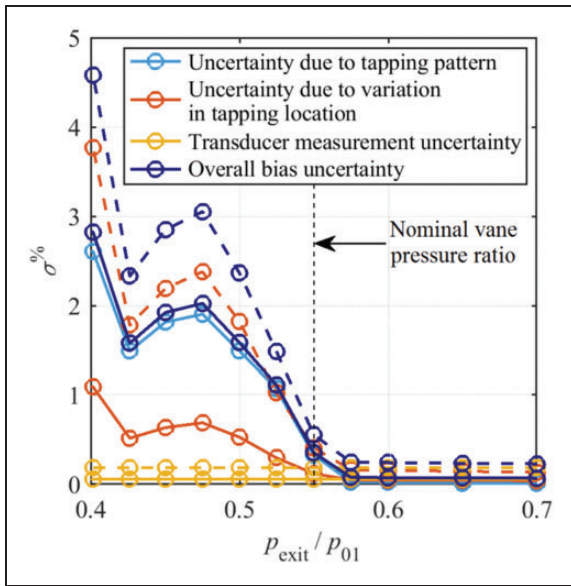 5
4
3
2
1
0
σ%
Uncertainty due to tapping pattern
Uncertainty due to variation
in tapping location
Transducer measurement uncertainty
Overall bias uncertainty
Nominal vane
pressure ratio
0.4 0.5 0.6 0.7
p_exit / p_01